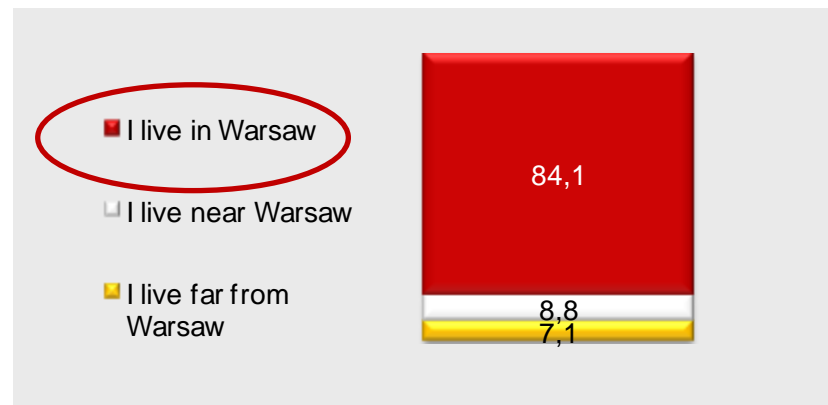 I live in Warsaw
I live near Warsaw
I live far from
Warsaw
84,1
8,8
7,1